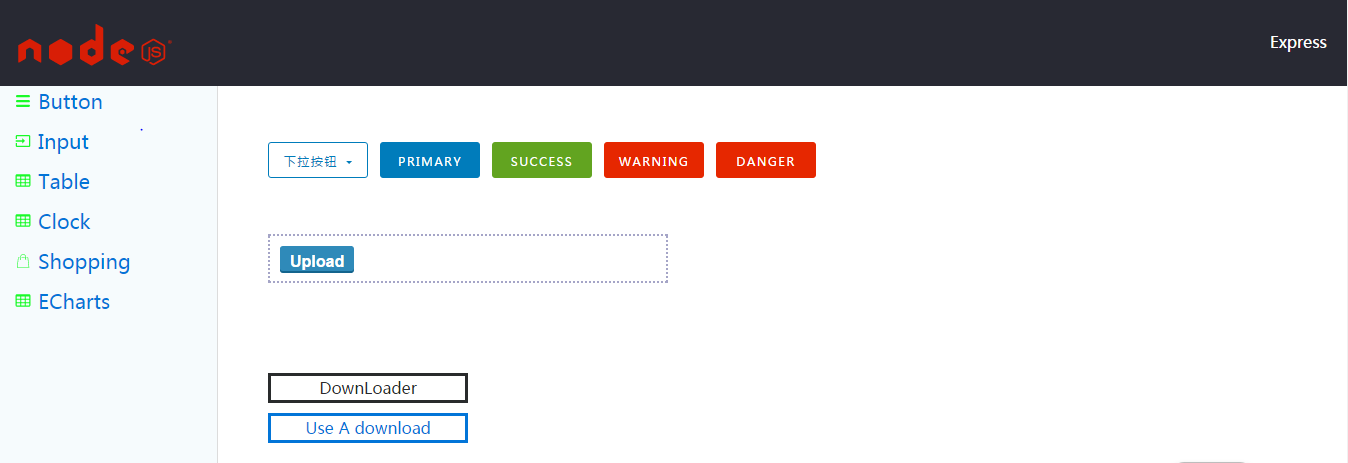 node JS
Express
Button
Input
Table
Clock
Shopping
ECharts
下拉按钮 PRIMARY SUCCESS WARNING DANGER
Upload
DownLoader
Use A download